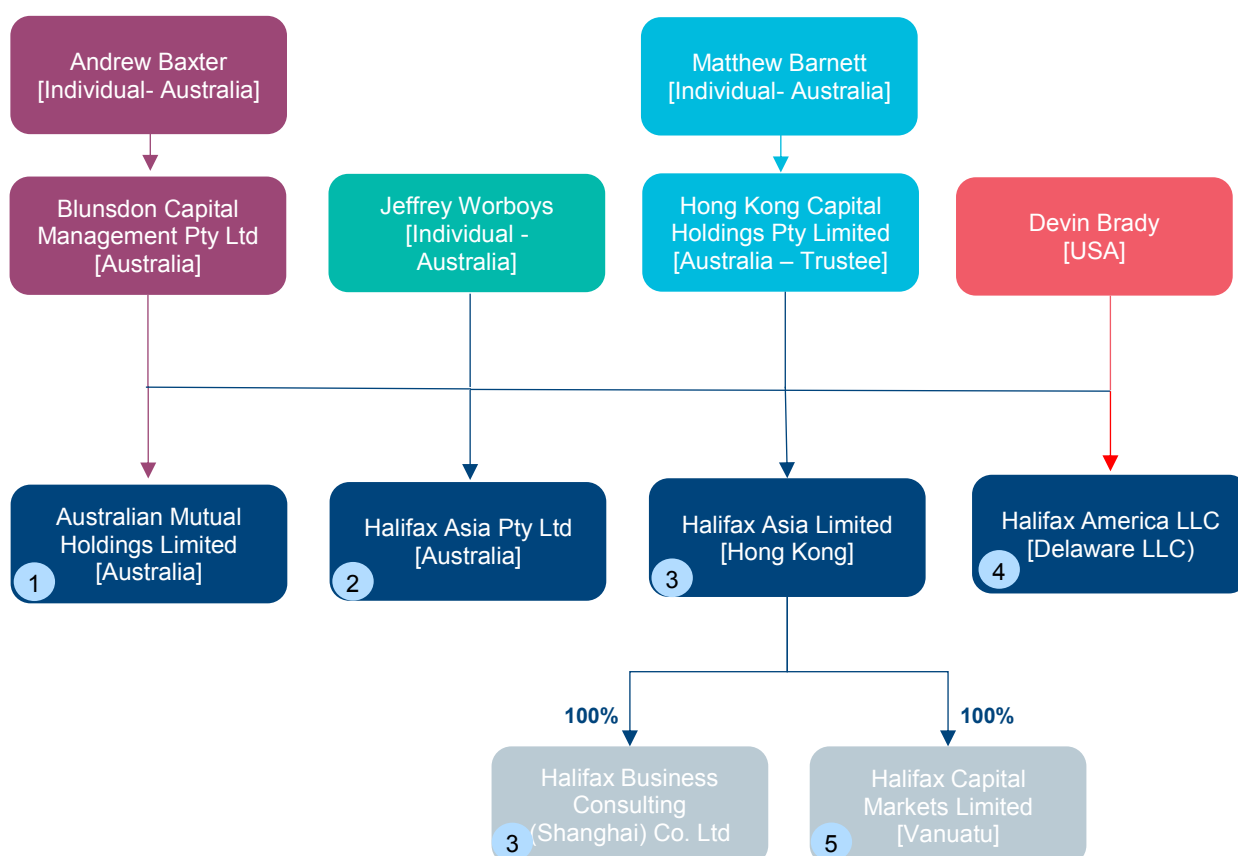 Andrew Baxter
[Individual- Australia]
Matthew Barnett
[Individual- Australia]
Blunsdon Capital
Management Pty Ltd
[Australia]
Jeffrey Worboys
[Individual -
Australia]
Hong Kong Capital
Holdings Pty Limited
[Australia – Trustee]
Devin Brady
[USA]
Australian Mutual
Holdings Limited
[Australia]
1
Halifax Asia Pty Ltd
[Australia]
2
Halifax Asia Limited
[Hong Kong]
3
Halifax America LLC
[Delaware LLC)
4
100%
100%
Halifax Business
Consulting
(Shanghai) Co. Ltd
3
Halifax Capital
Markets Limited
[Vanuatu]
5